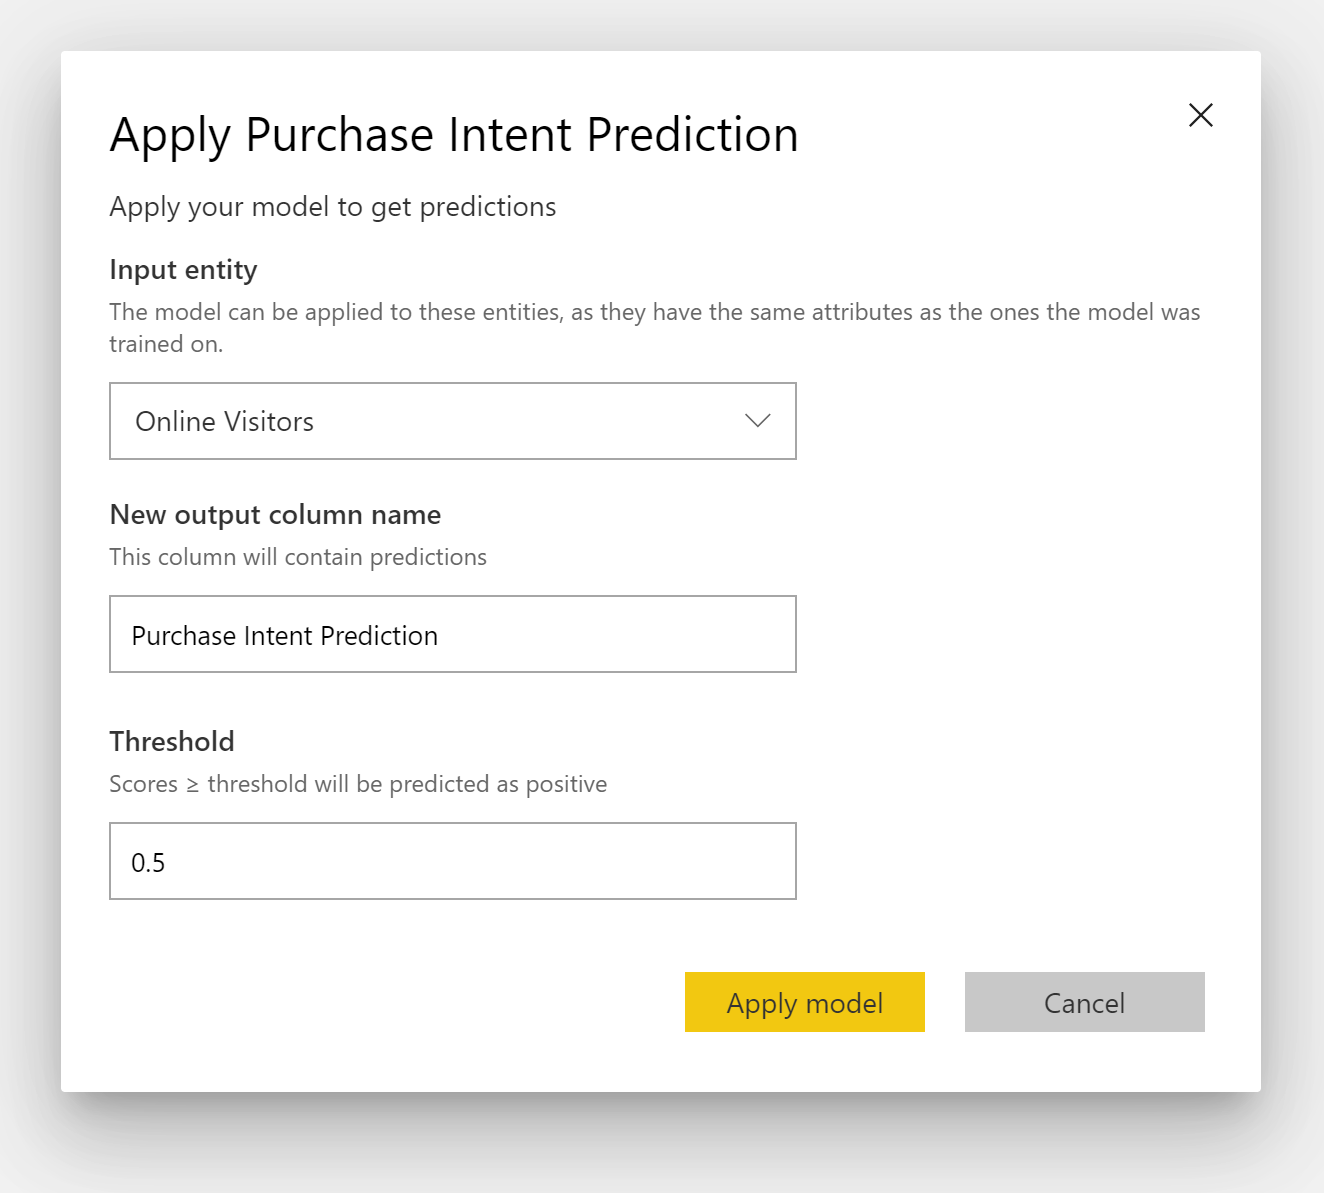 Apply Purchase Intent Prediction
Apply your model to get predictions
Input entity
The model can be applied to these entities, as they have the same attributes as the ones the model was
trained on.
Online Visitors
New output column name
This column will contain predictions
Purchase Intent Prediction
Threshold
Scores ≥ threshold will be predicted as positive
0.5
Apply model
Cancel